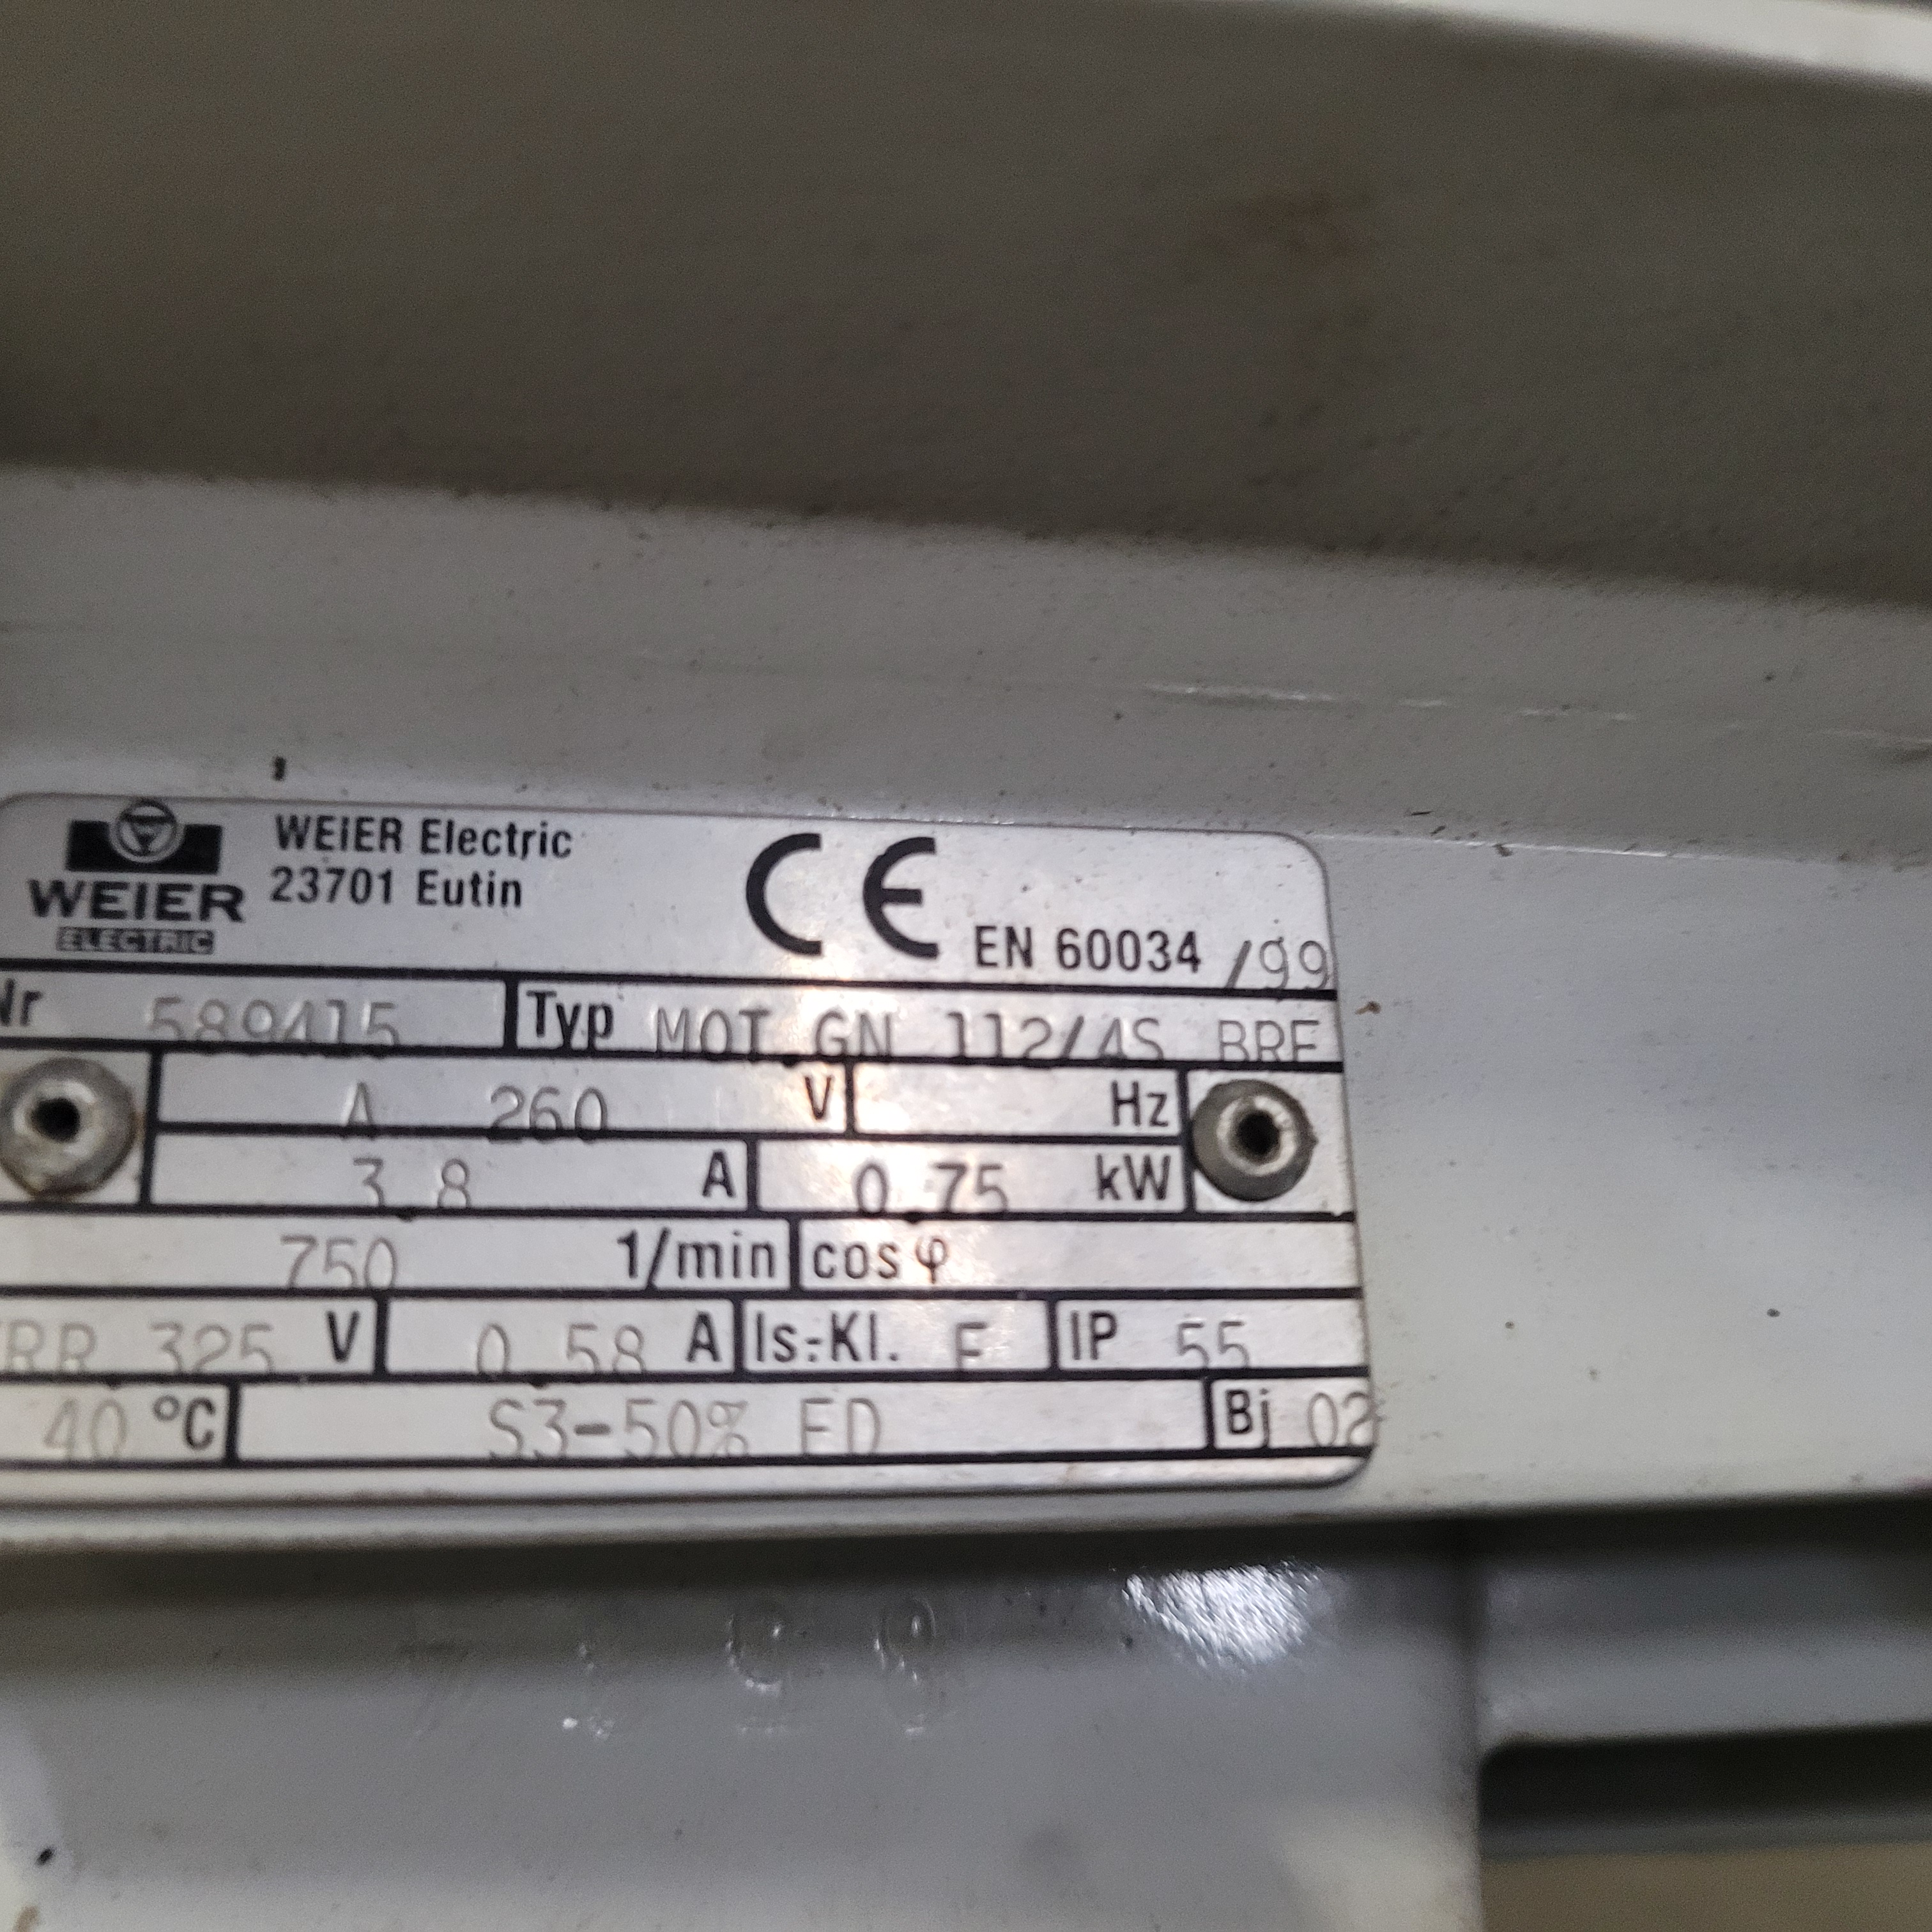 WEIER
ELECTRIC
WEiER Electric
23701 Eutin
CE
EN 60034 /99
Nr 589415 Typ MOT GN 112/4S BRE
A 260 V Hz
3.8 A 0.75 kW
750 1/min cos φ
RR 325 V 0.58 A Is.-Kl. F IP 55
40 °C S3-50% ED Bj 02